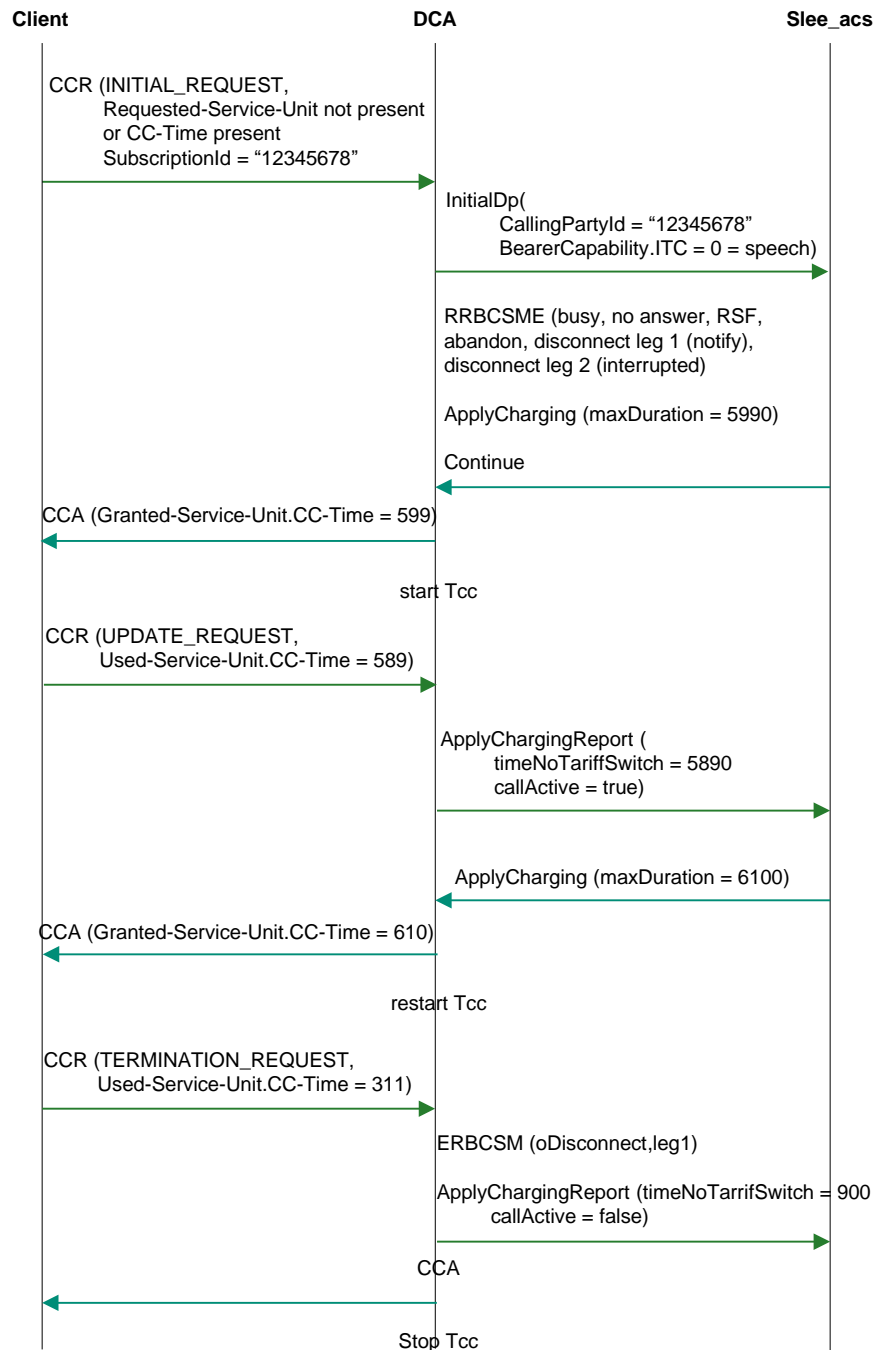 Client DCA Slee_acs
CCR (INITIAL_REQUEST,
Requested-Service-Unit not present
or CC-Time present
SubscriptionId = “12345678”
InitialDp(
CallingPartyId = “12345678”
BearerCapability.ITC = 0 = speech)
RRBCSME (busy, no answer, RSF,
abandon, disconnect leg 1 (notify),
disconnect leg 2 (interrupted)
ApplyCharging (maxDuration = 5990)
Continue
CCA (Granted-Service-Unit.CC-Time = 599)
start Tcc
CCR (UPDATE_REQUEST,
Used-Service-Unit.CC-Time = 589)
ApplyChargingReport (
timeNoTariffSwitch = 5890
callActive = true)
ApplyCharging (maxDuration = 6100)
CCA (Granted-Service-Unit.CC-Time = 610)
restart Tcc
CCR (TERMINATION_REQUEST,
Used-Service-Unit.CC-Time = 311)
ERBCSM (oDisconnect,leg1)
ApplyChargingReport (timeNoTarrifSwitch = 900
callActive = false)
CCA
Stop Tcc